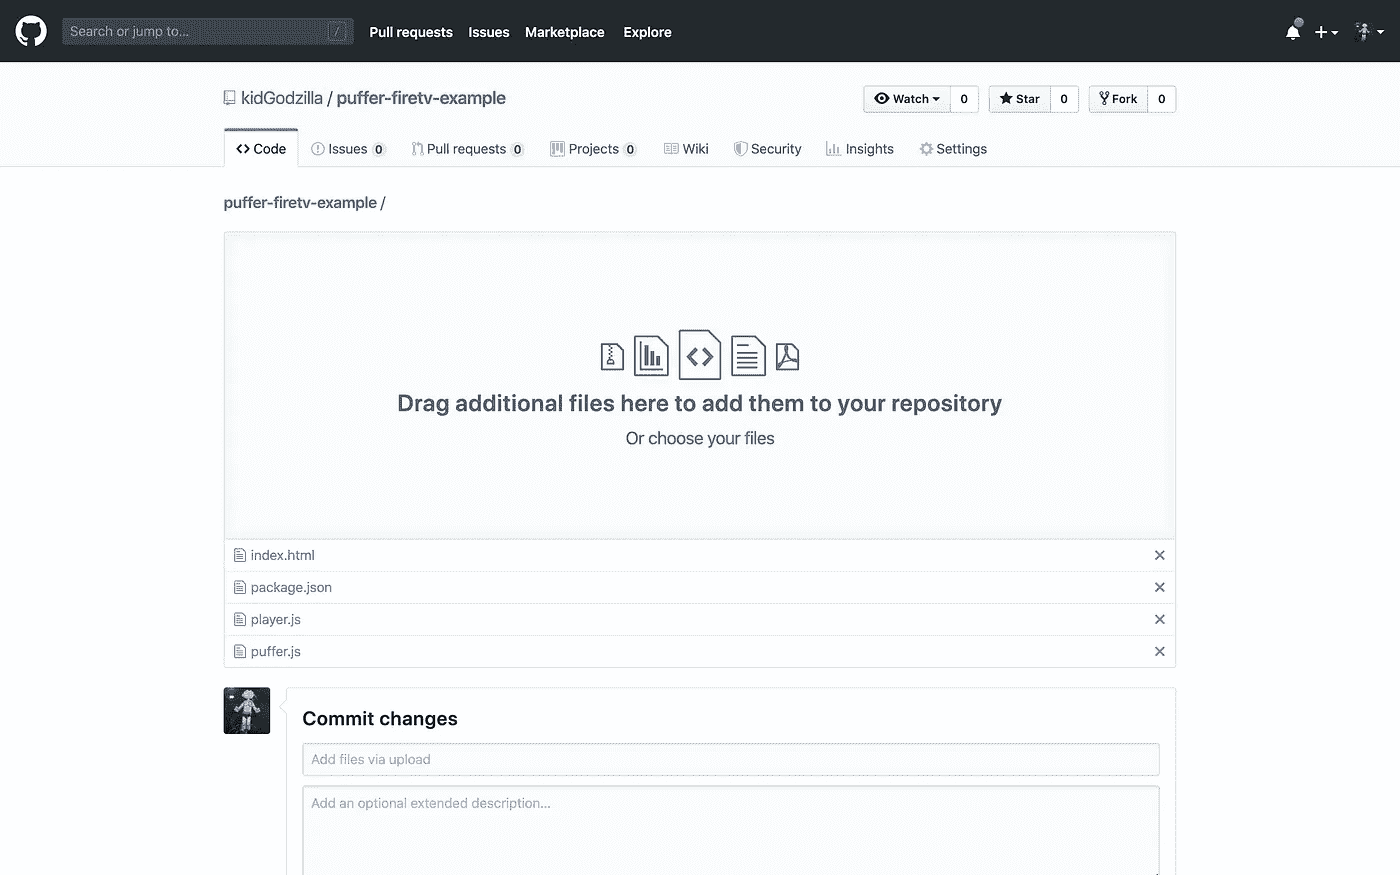 Search or jump to... /
Pull requests Issues Marketplace Explore
kidGodzilla / puffer-firetv-example
Watch 0 Star 0 Fork 0
Code Issues 0 Pull requests 0 Projects 0 Wiki Security Insights Settings
puffer-firetv-example /
Drag additional files here to add them to your repository
Or choose your files
index.html
package.json
player.js
puffer.js
Commit changes
Add files via upload
Add an optional extended description...